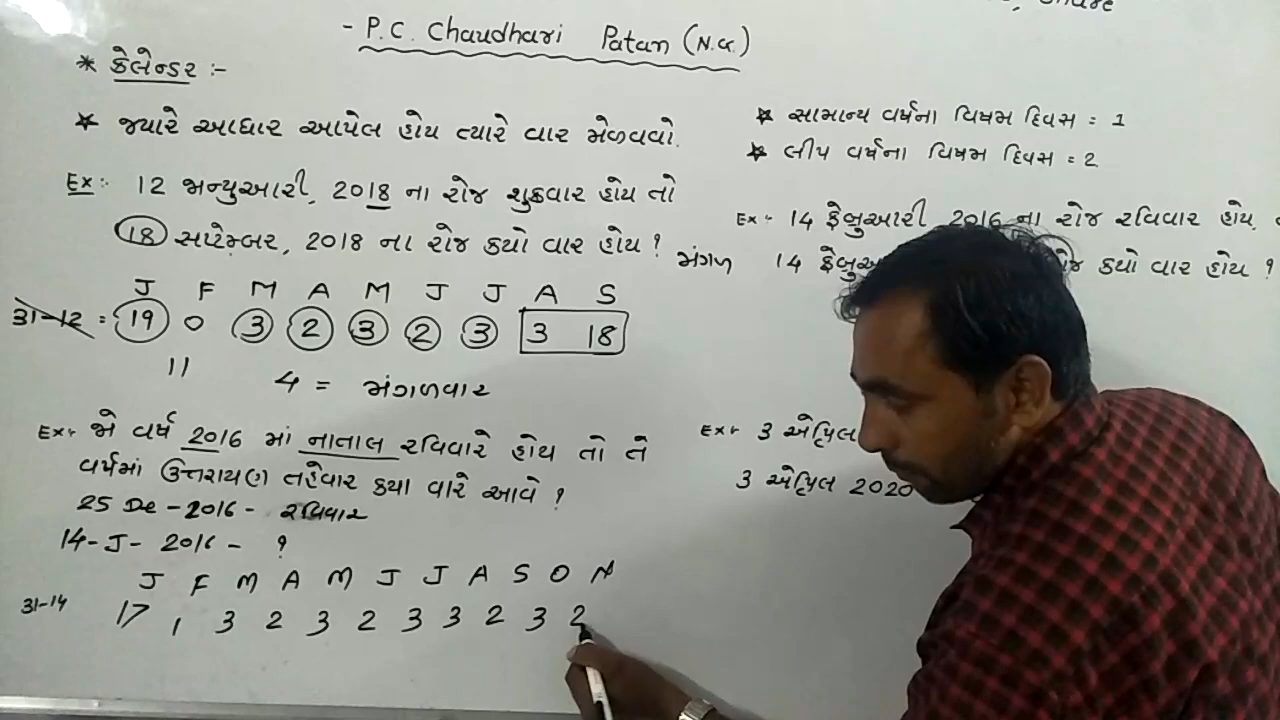 - P.C. Chaudhari Patan (N.G.)
* કેલેન્ડર :-
* જ્યારે આધાર આપેલ હોય ત્યારે વાર મેળવવો.
Ex:- 12 જાન્યુઆરી, 2018 ના રોજ શુક્રવાર હોય તો
18 સપ્ટેમ્બર, 2018 ના રોજ કયો વાર હોય ? મંગળ
J F M A M J J A S
31-12 = 19 0 3 2 3 2 3 3 18
11
4 = મંગળવાર
Ex:- જો વર્ષ 2016 માં નાતાલ રવિવારે હોય તો તે
વર્ષમાં ઉત્તરાયણ તહેવાર કયા વારે આવે ?
25 De - 2016 - રવિવાર
14-J- 2016 - ?
J F M A M J J A S O N
31-14 17 1 3 2 3 2 3 3 2 3 2
* સામાન્ય વર્ષના વિષમ દિવસ = 1
* લીપ વર્ષના વિષમ દિવસ = 2
Ex:- 14 ફેબ્રુઆરી 2016 ના રોજ રવિવાર હોય,
14 કયો વાર હોય ?
Ex:- 3 એપ્રિલ
3 એપ્રિલ 2020